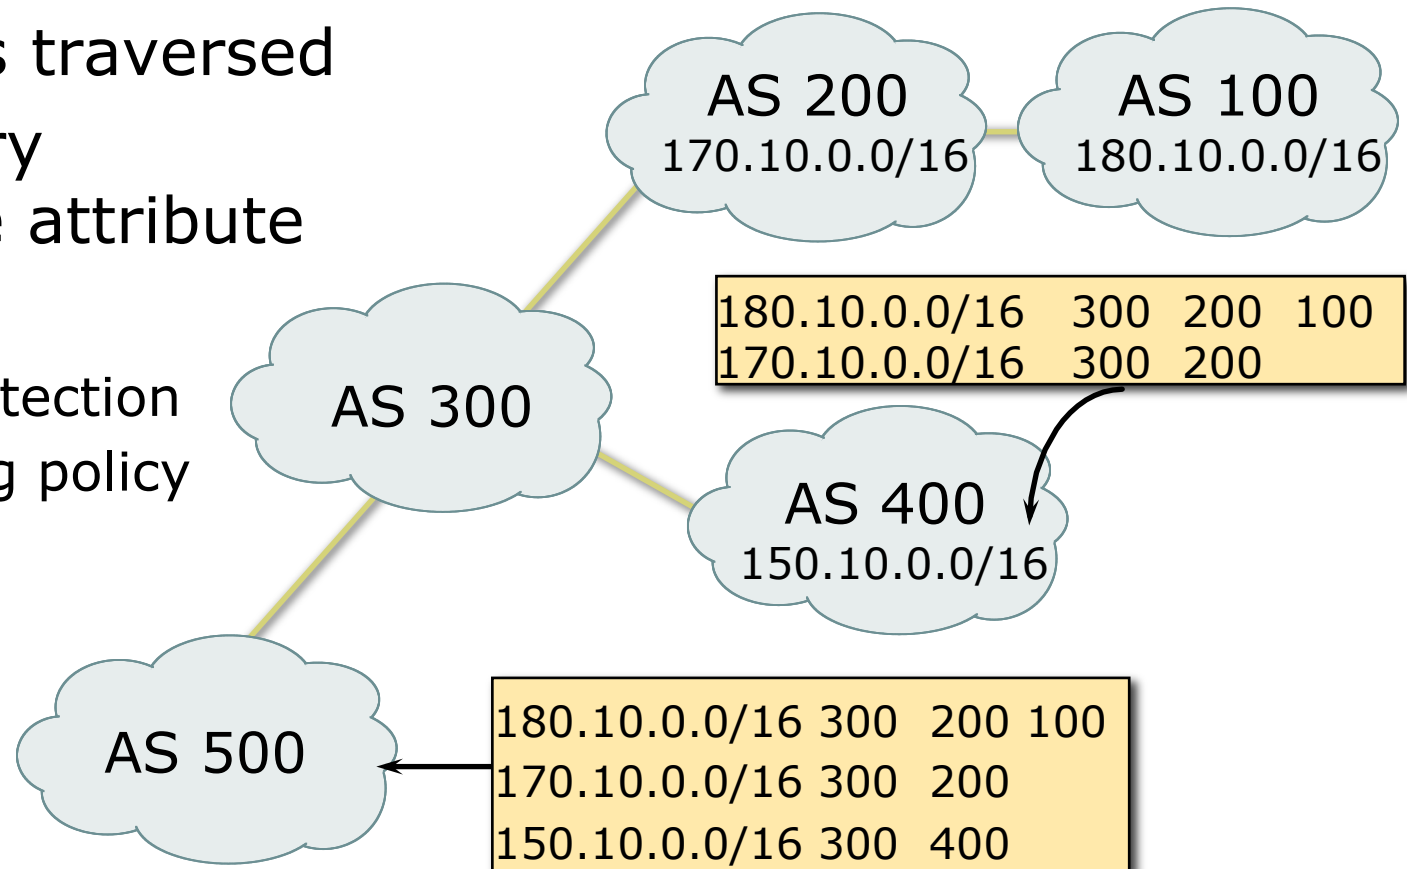 s traversed
ry
e attribute
tection
g policy
AS 200
170.10.0.0/16
AS 100
180.10.0.0/16
180.10.0.0/16 300 200 100
170.10.0.0/16 300 200
AS 300
AS 400
150.10.0.0/16
AS 500
180.10.0.0/16 300 200 100
170.10.0.0/16 300 200
150.10.0.0/16 300 400